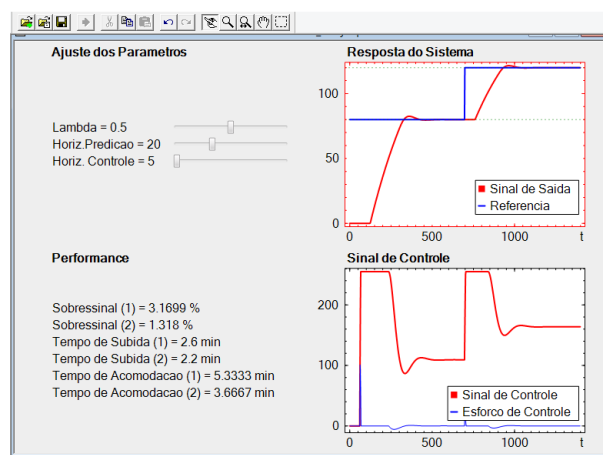 Ajuste dos Parametros
Lambda = 0.5
Horiz.Predicao = 20
Horiz. Controle = 5
Resposta do Sistema
100
50
0
Sinal de Saida
Referencia
0 500 1000 t
Performance
Sobressinal (1) = 3.1699 %
Sobressinal (2) = 1.318 %
Tempo de Subida (1) = 2.6 min
Tempo de Subida (2) = 2.2 min
Tempo de Acomodacao (1) = 5.3333 min
Tempo de Acomodacao (2) = 3.6667 min
Sinal de Controle
200
100
0
Sinal de Controle
Esforco de Controle
0 500 1000 t